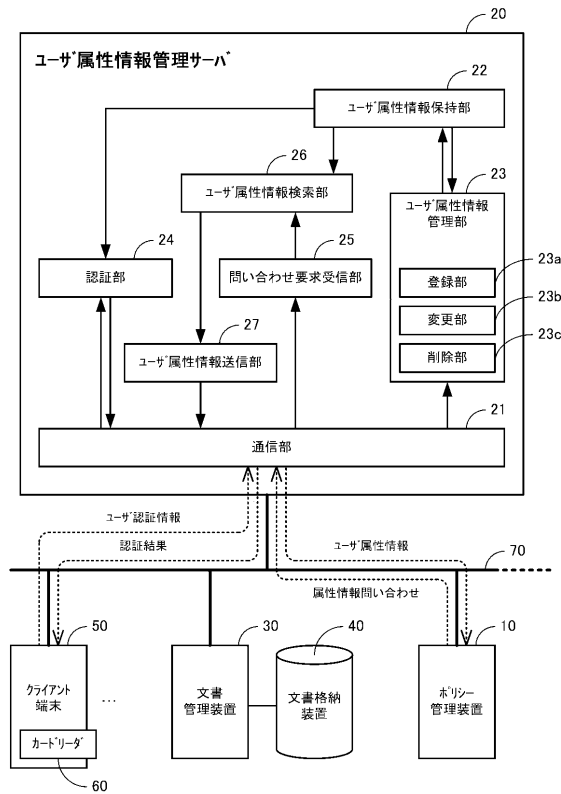 20
ユーザ属性情報管理サーバ
22
ユーザ属性情報保持部
26
ユーザ属性情報検索部
23
ユーザ属性情報
管理部
24
認証部
25
問い合わせ要求受信部
登録部
23a
変更部
23b
削除部
23c
27
ユーザ属性情報送信部
21
通信部
ユーザ認証情報
認証結果
ユーザ属性情報
70
属性情報問い合わせ
50
クライアント
端末
カードリーダ
60
...
30
文書
管理装置
40
文書格納
装置
10
ポリシー
管理装置